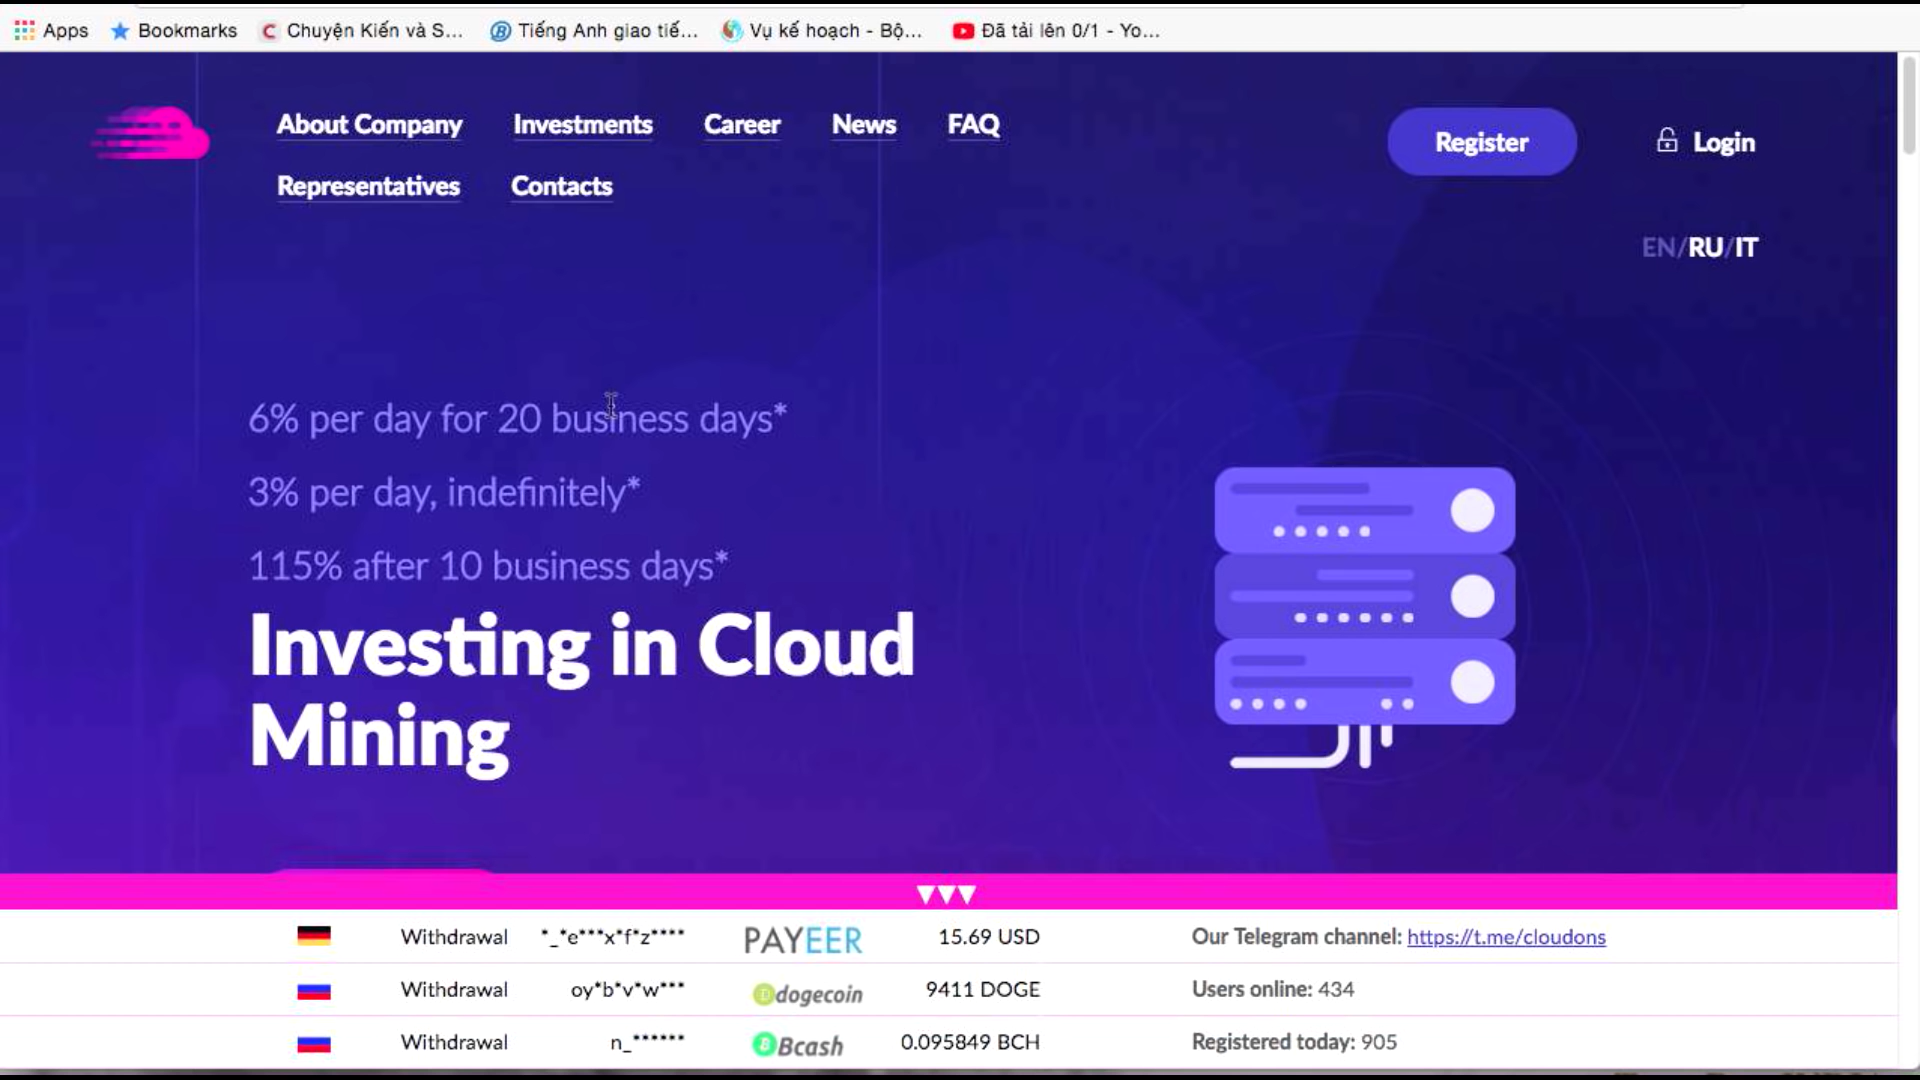 Apps Bookmarks Chuyện Kiến và S... Tiếng Anh giao tiế... Vụ kế hoạch - Bộ... Đã tải lên 0/1 - Yo...
About Company Investments Career News FAQ
Register Login
Representatives Contacts
EN/RU/IT
6% per day for 20 business days*
3% per day, indefinitely*
115% after 10 business days*
Investing in Cloud
Mining
Withdrawal *_*e***x*f*z**** PAYEER 15.69 USD Our Telegram channel: https://t.me/cloudons
Withdrawal oy*b*v*w*** dogecoin 9411 DOGE Users online: 434
Withdrawal n_****** Bcash 0.095849 BCH Registered today: 905